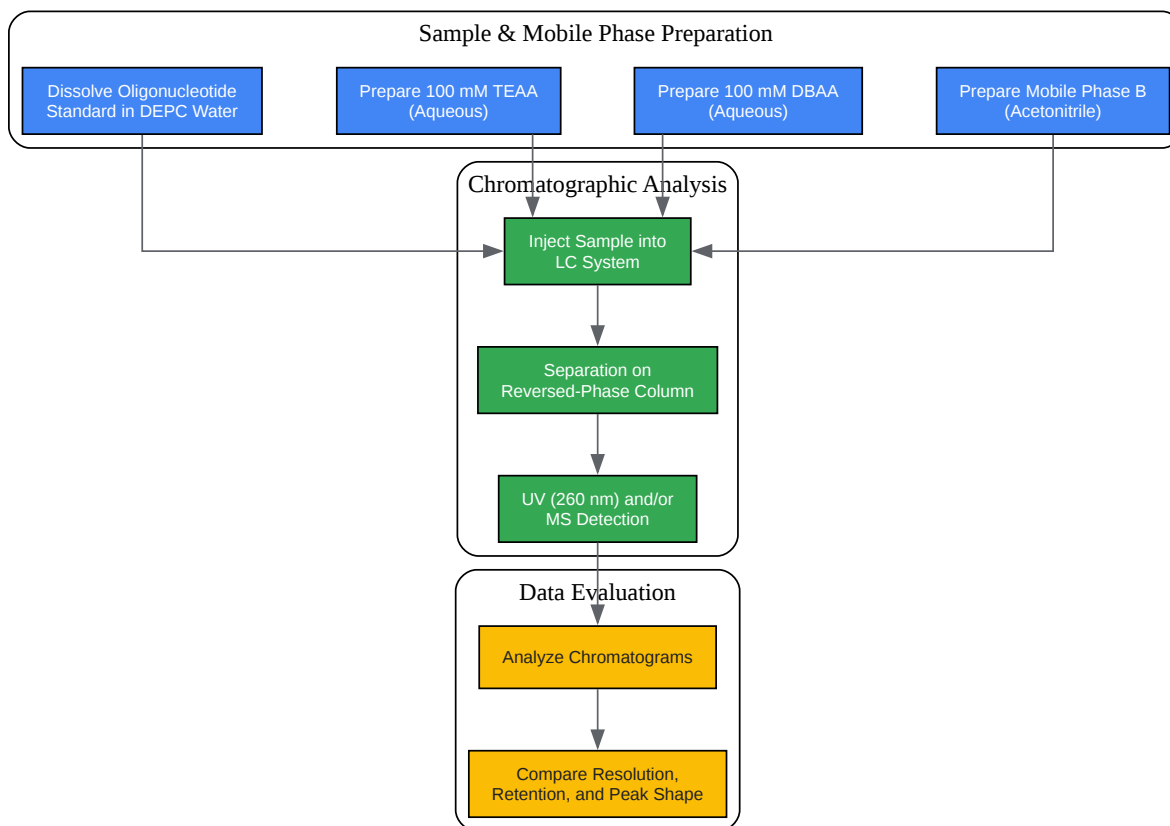 Sample & Mobile Phase Preparation
Dissolve Oligonucleotide
Standard in DEPC Water
Prepare 100 mM TEAA
(Aqueous)
Prepare 100 mM DBAA
(Aqueous)
Prepare Mobile Phase B
(Acetonitrile)
Chromatographic Analysis
Inject Sample into
LC System
Separation on
Reversed-Phase Column
UV (260 nm) and/or
MS Detection
Data Evaluation
Analyze Chromatograms
Compare Resolution,
Retention, and Peak Shape